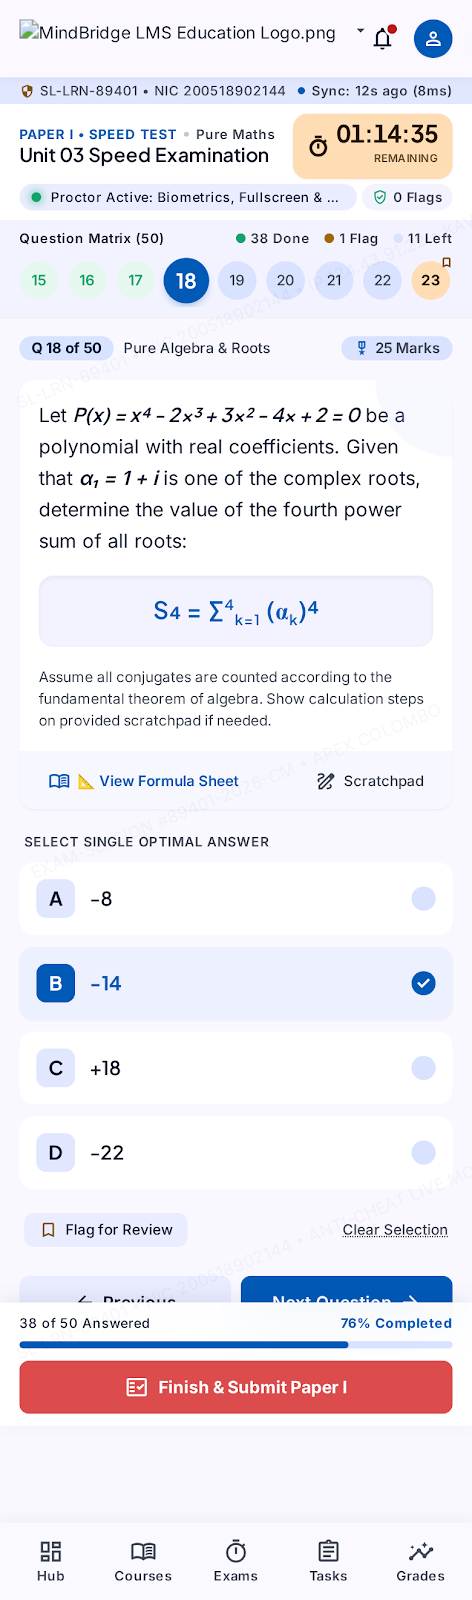 MindBridge LMS Education Logo.png
SL-LRN-89401 • NIC 200518902144 • Sync: 12s ago (8ms)
PAPER I • SPEED TEST • Pure Maths
Unit 03 Speed Examination
01:14:35
REMAINING
Proctor Active: Biometrics, Fullscreen & ...
0 Flags
Question Matrix (50)
38 Done
1 Flag
11 Left
15 16 17 18 19 20 21 22 23
Q 18 of 50
Pure Algebra & Roots
25 Marks
Let P(x) = x⁴ − 2x³ + 3x² − 4x + 2 = 0 be a
polynomial with real coefficients. Given
that α₁ = 1 + i is one of the complex roots,
determine the value of the fourth power
sum of all roots:
S₄ = Σ⁴ₖ₌₁ (αₖ)⁴
Assume all conjugates are counted according to the
fundamental theorem of algebra. Show calculation steps
on provided scratchpad if needed.
📐 View Formula Sheet
Scratchpad
SELECT SINGLE OPTIMAL ANSWER
A −8
B −14
C +18
D −22
Flag for Review
Clear Selection
← Previous
Next Question →
38 of 50 Answered
76% Completed
Finish & Submit Paper I
Hub Courses Exams Tasks Grades